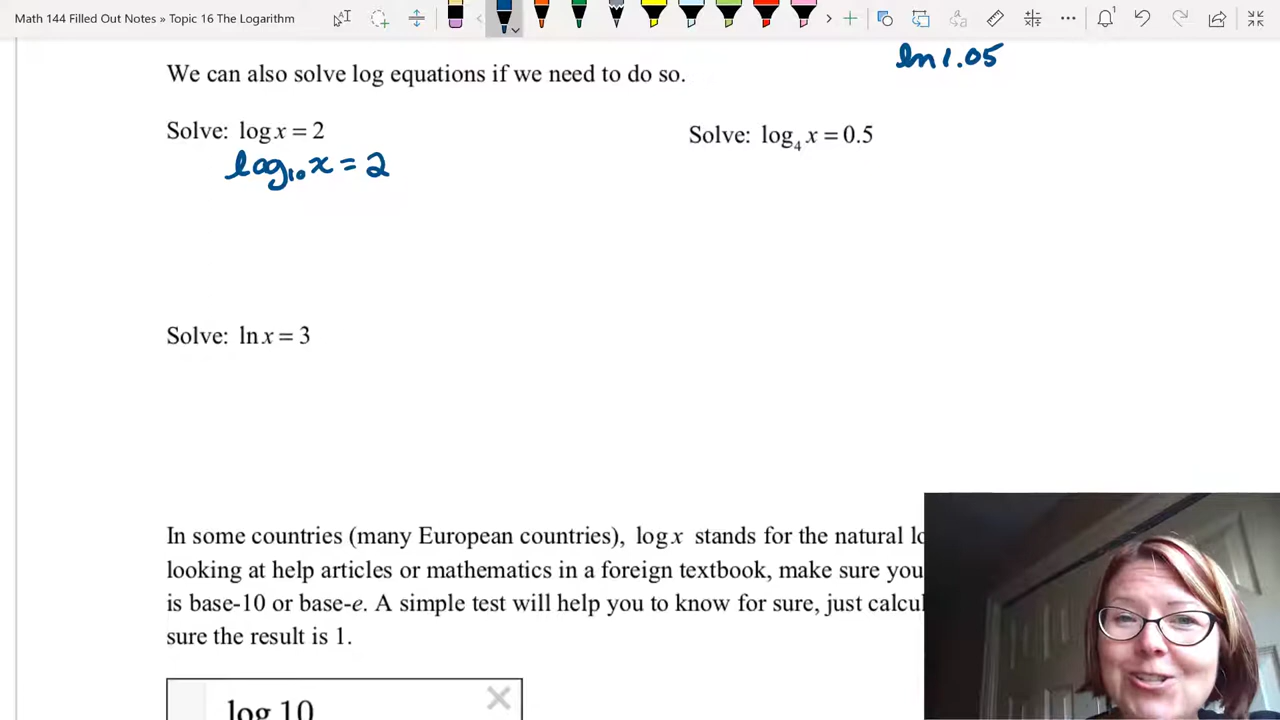 Math 144 Filled Out Notes » Topic 16 The Logarithm
ln 1.05
We can also solve log equations if we need to do so.
Solve: log x = 2
log₁₀ x = 2
Solve: log₄ x = 0.5
Solve: ln x = 3
In some countries (many European countries), log x stands for the natural lo
looking at help articles or mathematics in a foreign textbook, make sure you
is base-10 or base-e. A simple test will help you to know for sure, just calcul
sure the result is 1.
log 10